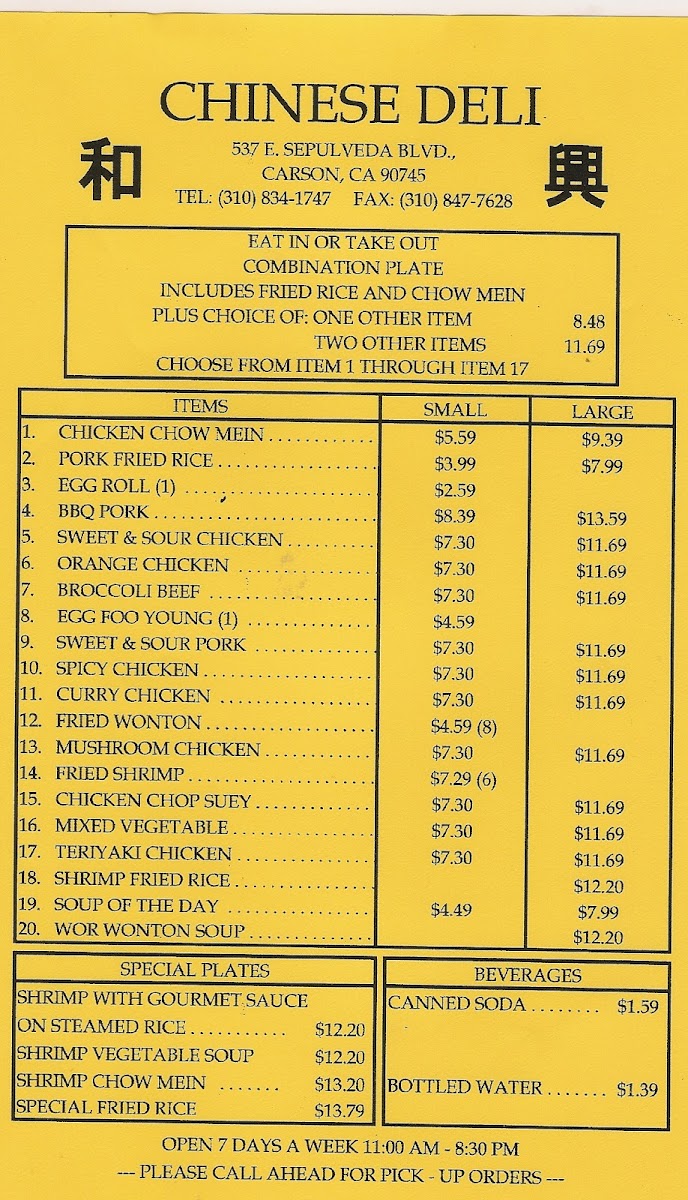 CHINESE DELI
和 興
537 E. SEPULVEDA BLVD.,
CARSON, CA 90745
TEL: (310) 834-1747 FAX: (310) 847-7628
EAT IN OR TAKE OUT
COMBINATION PLATE
INCLUDES FRIED RICE AND CHOW MEIN
PLUS CHOICE OF: ONE OTHER ITEM 8.48
TWO OTHER ITEMS 11.69
CHOOSE FROM ITEM 1 THROUGH ITEM 17
ITEMS SMALL LARGE
1. CHICKEN CHOW MEIN............ $5.59 $9.39
2. PORK FRIED RICE.................. $3.99 $7.99
3. EGG ROLL (1) ..................... $2.59
4. BBQ PORK......................... $8.39 $13.59
5. SWEET & SOUR CHICKEN.......... $7.30 $11.69
6. ORANGE CHICKEN ............... $7.30 $11.69
7. BROCCOLI BEEF ................... $7.30 $11.69
8. EGG FOO YOUNG (1) .............. $4.59
9. SWEET & SOUR PORK ............. $7.30 $11.69
10. SPICY CHICKEN................... $7.30 $11.69
11. CURRY CHICKEN ................. $7.30 $11.69
12. FRIED WONTON................... $4.59 (8)
13. MUSHROOM CHICKEN............ $7.30 $11.69
14. FRIED SHRIMP..................... $7.29 (6)
15. CHICKEN CHOP SUEY............. $7.30 $11.69
16. MIXED VEGETABLE................ $7.30 $11.69
17. TERIYAKI CHICKEN............... $7.30 $11.69
18. SHRIMP FRIED RICE............... $12.20
19. SOUP OF THE DAY ................ $4.49 $7.99
20. WOR WONTON SOUP.............. $12.20
SPECIAL PLATES
SHRIMP WITH GOURMET SAUCE
ON STEAMED RICE........... $12.20
SHRIMP VEGETABLE SOUP $12.20
SHRIMP CHOW MEIN ....... $13.20
SPECIAL FRIED RICE $13.79
BEVERAGES
CANNED SODA........ $1.59
BOTTLED WATER....... $1.39
OPEN 7 DAYS A WEEK 11:00 AM - 8:30 PM
--- PLEASE CALL AHEAD FOR PICK - UP ORDERS ---